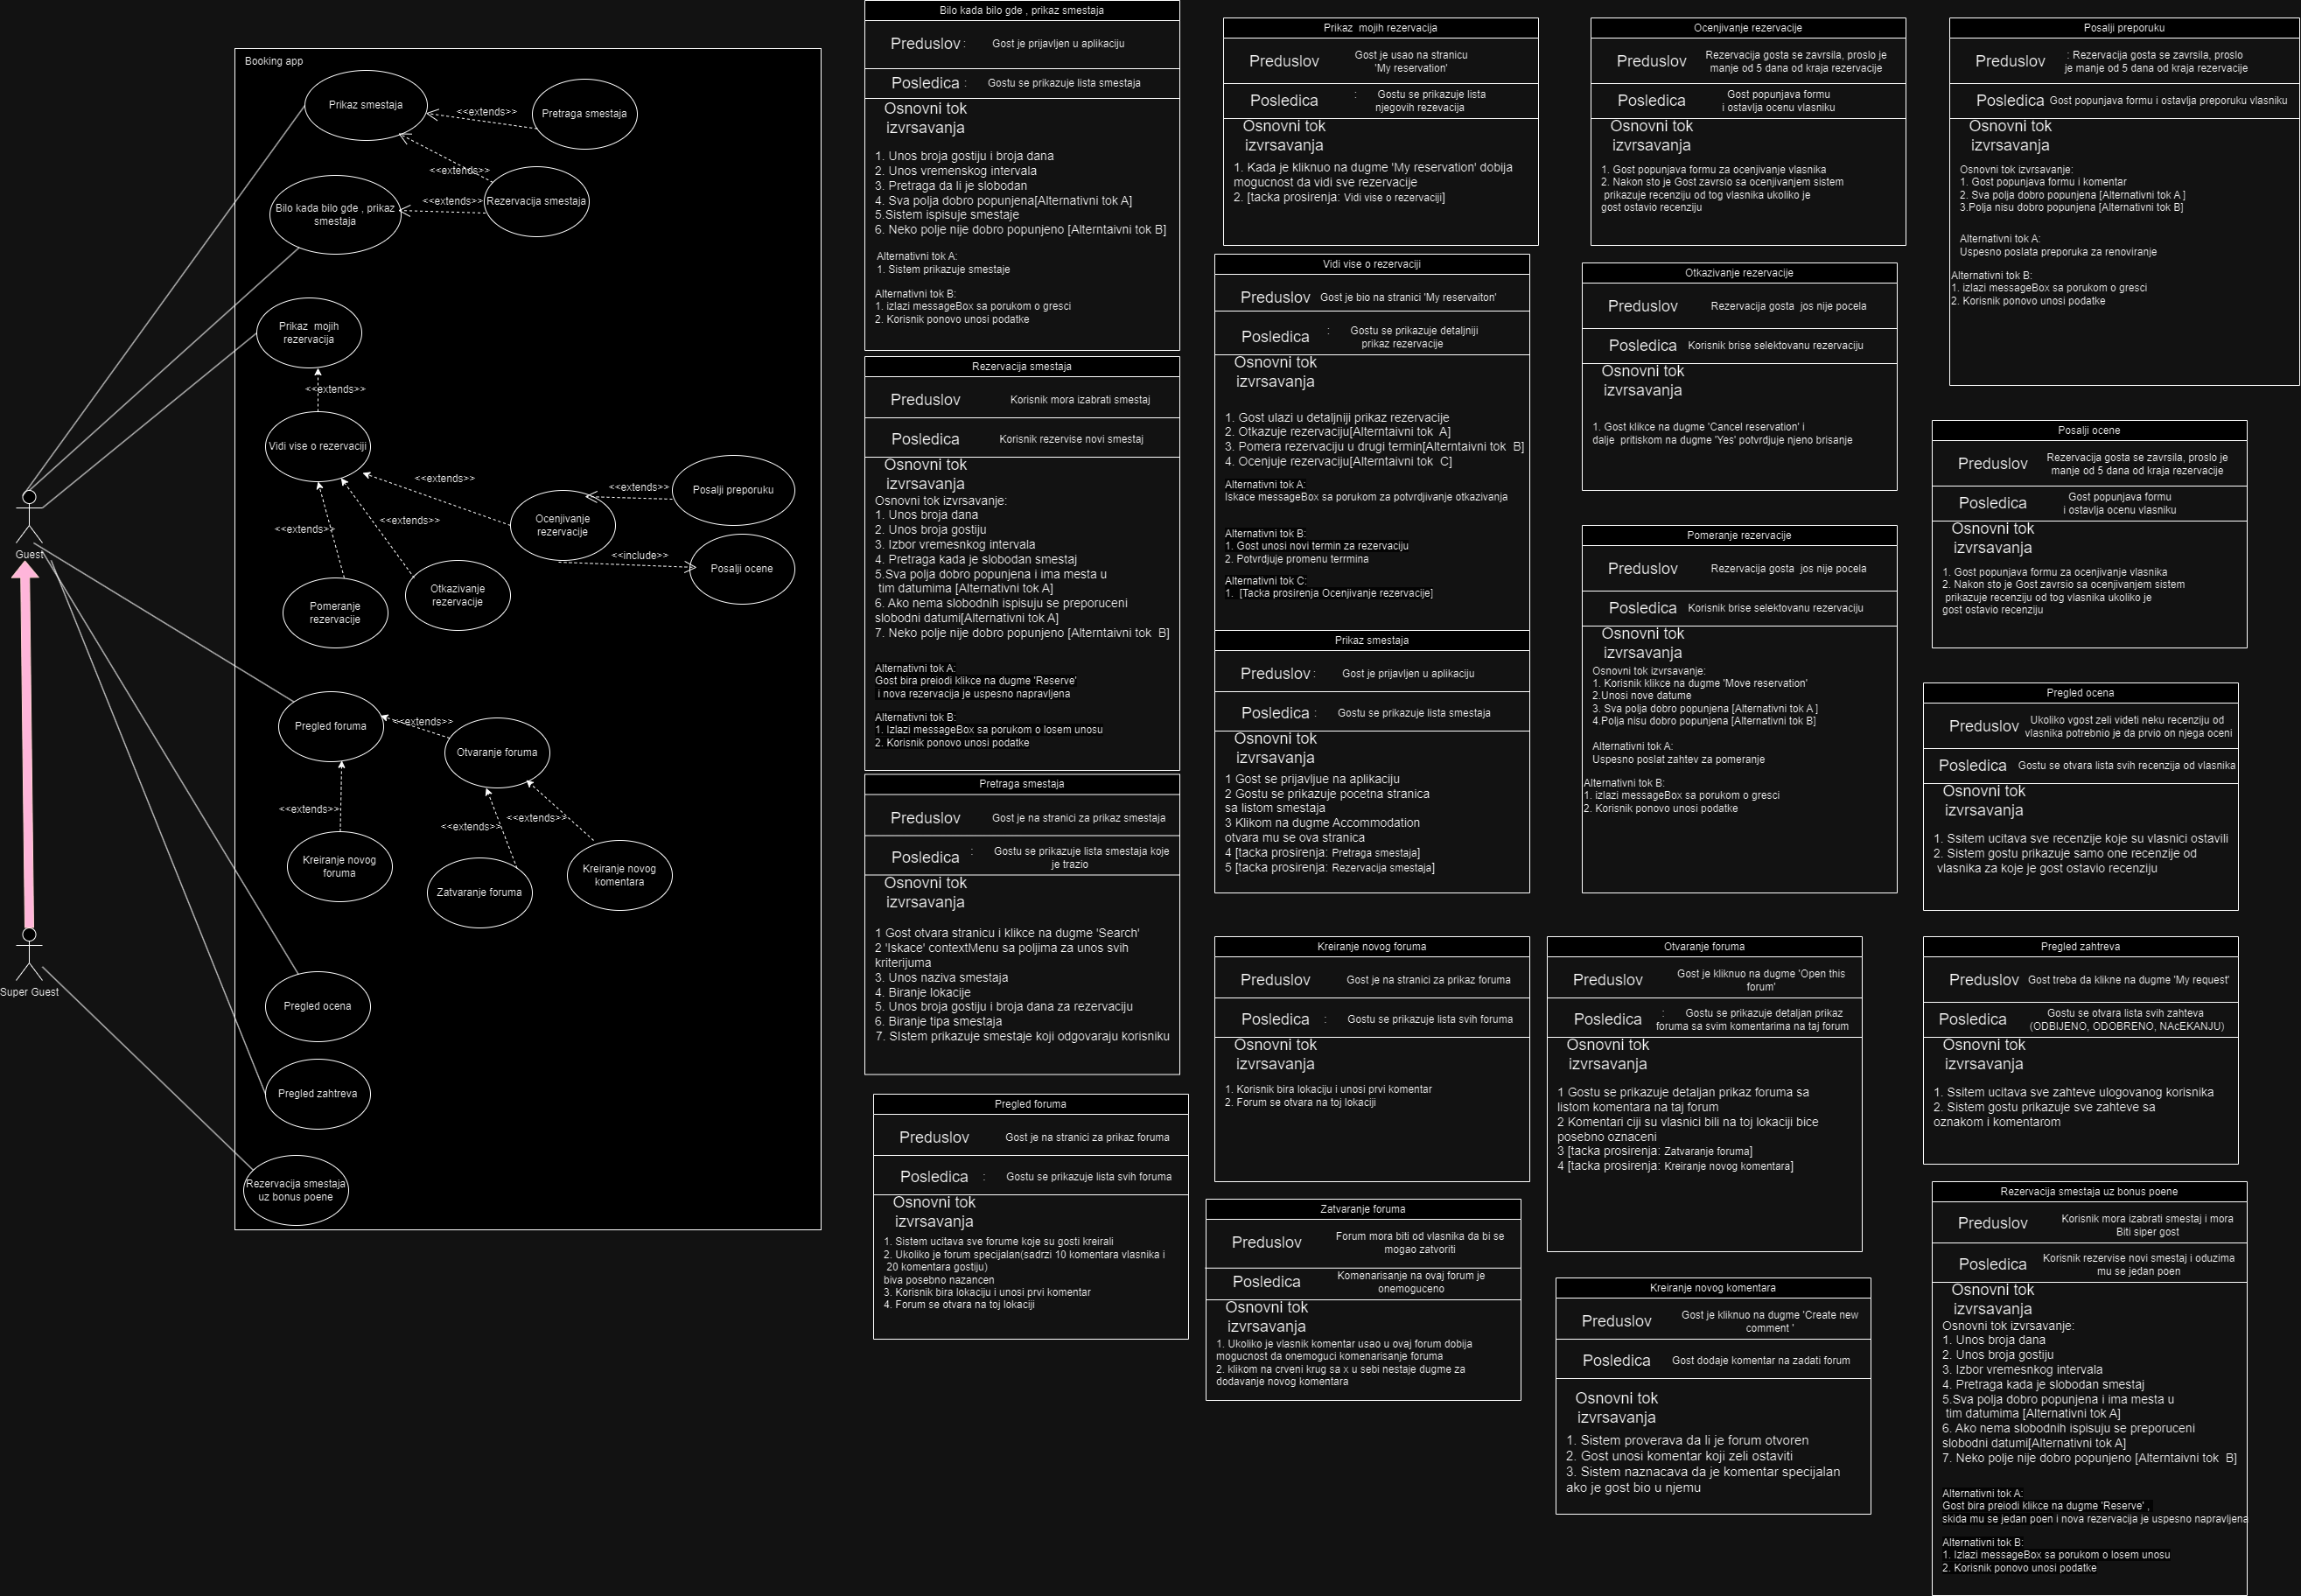 Booking app
Prikaz smestaja
<<extends>>
Pretraga smestaja
<<extends>>
Rezervacija smestaja
Bilo kada bilo gde , prikaz
smestaja
<<extends>>
Prikaz  mojih
rezervacija
<<extends>>
Vidi vise o rezervaciji
<<extends>>
<<extends>>
<<extends>>
Ocenjivanje
rezervacije
<<extends>>
Posalji preporuku
<<include>>
Posalji ocene
Pomeranje
rezervacije
Otkazivanje
rezervacije
Guest
Pregled foruma
<<extends>>
Otvaranje foruma
<<extends>>
<<extends>>
<<extends>>
Kreiranje novog
foruma
Zatvaranje foruma
Kreiranje novog
komentara
Super Guest
Pregled ocena
Pregled zahtreva
Rezervacija smestaja
uz bonus poene
Bilo kada bilo gde , prikaz smestaja
Preduslov :
Gost je prijavljen u aplikaciju
Posledica :
Gostu se prikazuje lista smestaja
Osnovni tok
izvrsavanja
1. Unos broja gostiju i broja dana
2. Unos vremenskog intervala
3. Pretraga da li je slobodan
4. Sva polja dobro popunjena[Alternativni tok A]
5.Sistem ispisuje smestaje
6. Neko polje nije dobro popunjeno [Alterntaivni tok B]
Alternativni tok A:
1. Sistem prikazuje smestaje
Alternativni tok B:
1. izlazi messageBox sa porukom o gresci
2. Korisnik ponovo unosi podatke
Rezervacija smestaja
Preduslov
Korisnik mora izabrati smestaj
Posledica
Korisnik rezervise novi smestaj
Osnovni tok
izvrsavanja
Osnovni tok izvrsavanje:
1. Unos broja dana
2. Unos broja gostiju
3. Izbor vremesnkog intervala
4. Pretraga kada je slobodan smestaj
5.Sva polja dobro popunjena i ima mesta u
tim datumima [Alternativni tok A]
6. Ako nema slobodnih ispisuju se preporuceni
slobodni datumi[Alternativni tok A]
7. Neko polje nije dobro popunjeno [Alterntaivni tok  B]
Alternativni tok A:
Gost bira preiodi klikce na dugme 'Reserve'
i nova rezervacija je uspesno napravljena
Alternativni tok B:
1. Izlazi messageBox sa porukom o losem unosu
2. Korisnik ponovo unosi podatke
Pretraga smestaja
Preduslov
Gost je na stranici za prikaz smestaja
Posledica
:
Gostu se prikazuje lista smestaja koje
je trazio
Osnovni tok
izvrsavanja
1 Gost otvara stranicu i klikce na dugme 'Search'
2 'Iskace' contextMenu sa poljima za unos svih
kriterijuma
3. Unos naziva smestaja
4. Biranje lokacije
5. Unos broja gostiju i broja dana za rezervaciju
6. Biranje tipa smestaja
7. SIstem prikazuje smestaje koji odgovaraju korisniku
Pregled foruma
Preduslov
Gost je na stranici za prikaz foruma
Posledica
:
Gostu se prikazuje lista svih foruma
Osnovni tok
izvrsavanja
1. Sistem ucitava sve forume koje su gosti kreirali
2. Ukoliko je forum specijalan(sadrzi 10 komentara vlasnika i
20 komentara gostiju)
biva posebno nazancen
3. Korisnik bira lokaciju i unosi prvi komentar
4. Forum se otvara na toj lokaciji
Prikaz  mojih rezervacija
Preduslov
Gost je usao na stranicu
'My reservation'
Posledica
:
Gostu se prikazuje lista
njegovih rezevacija
Osnovni tok
izvrsavanja
1. Kada je kliknuo na dugme 'My reservation' dobija
mogucnost da vidi sve rezervacije
2. [tacka prosirenja: Vidi vise o rezervaciji]
Vidi vise o rezervaciji
Preduslov
Gost je bio na stranici 'My reservaiton'
Posledica
:
Gostu se prikazuje detaljniji
prikaz rezervacije
Osnovni tok
izvrsavanja
1. Gost ulazi u detaljniji prikaz rezervacije
2. Otkazuje rezervaciju[Alterntaivni tok  A]
3. Pomera rezervaciju u drugi termin[Alterntaivni tok  B]
4. Ocenjuje rezervaciju[Alterntaivni tok  C]
Alternativni tok A:
Iskace messageBox sa porukom za potvrdjivanje otkazivanja
Alternativni tok B:
1. Gost unosi novi termin za rezervaciju
2. Potvrdjuje promenu terrmina
Alternativni tok C:
1.  [Tacka prosirenja Ocenjivanje rezervacije]
Prikaz smestaja
Preduslov :
Gost je prijavljen u aplikaciju
Posledica :
Gostu se prikazuje lista smestaja
Osnovni tok
izvrsavanja
1 Gost se prijavljue na aplikaciju
2 Gostu se prikazuje pocetna stranica
sa listom smestaja
3 Klikom na dugme Accommodation
otvara mu se ova stranica
4 [tacka prosirenja: Pretraga smestaja]
5 [tacka prosirenja: Rezervacija smestaja]
Kreiranje novog foruma
Preduslov
Gost je na stranici za prikaz foruma
Posledica
:
Gostu se prikazuje lista svih foruma
Osnovni tok
izvrsavanja
1. Korisnik bira lokaciju i unosi prvi komentar
2. Forum se otvara na toj lokaciji
Zatvaranje foruma
Preduslov
Forum mora biti od vlasnika da bi se
mogao zatvoriti
Posledica
Komenarisanje na ovaj forum je
onemoguceno
Osnovni tok
izvrsavanja
1. Ukoliko je vlasnik komentar usao u ovaj forum dobija
mogucnost da onemoguci komenarisanje foruma
2. klikom na crveni krug sa x u sebi nestaje dugme za
dodavanje novog komentara
Ocenjivanje rezervacije
Preduslov
Rezervacija gosta se zavrsila, proslo je
manje od 5 dana od kraja rezervacije
Posledica
Gost popunjava formu
i ostavlja ocenu vlasniku
Osnovni tok
izvrsavanja
1. Gost popunjava formu za ocenjivanje vlasnika
2. Nakon sto je Gost zavrsio sa ocenjivanjem sistem
prikazuje recenziju od tog vlasnika ukoliko je
gost ostavio recenziju
Otkazivanje rezervacije
Preduslov
Rezervacija gosta  jos nije pocela
Posledica
Korisnik brise selektovanu rezervaciju
Osnovni tok
izvrsavanja
1. Gost klikce na dugme 'Cancel reservation' i
dalje  pritiskom na dugme 'Yes' potvrdjuje njeno brisanje
Pomeranje rezervacije
Preduslov
Rezervacija gosta  jos nije pocela
Posledica
Korisnik brise selektovanu rezervaciju
Osnovni tok
izvrsavanja
Osnovni tok izvrsavanje:
1. Korisnik klikce na dugme 'Move reservation'
2.Unosi nove datume
3. Sva polja dobro popunjena [Alternativni tok A ]
4.Polja nisu dobro popunjena [Alternativni tok B]
Alternativni tok A:
Uspesno poslat zahtev za pomeranje
Alternativni tok B:
1. izlazi messageBox sa porukom o gresci
2. Korisnik ponovo unosi podatke
Otvaranje foruma
Preduslov
Gost je kliknuo na dugme 'Open this
forum'
Posledica
:
Gostu se prikazuje detaljan prikaz
foruma sa svim komentarima na taj forum
Osnovni tok
izvrsavanja
1 Gostu se prikazuje detaljan prikaz foruma sa
listom komentara na taj forum
2 Komentari ciji su vlasnici bili na toj lokaciji bice
posebno oznaceni
3 [tacka prosirenja: Zatvaranje foruma]
4 [tacka prosirenja: Kreiranje novog komentara]
Kreiranje novog komentara
Preduslov
Gost je kliknuo na dugme 'Create new
comment '
Posledica
Gost dodaje komentar na zadati forum
Osnovni tok
izvrsavanja
1. Sistem proverava da li je forum otvoren
2. Gost unosi komentar koji zeli ostaviti
3. Sistem naznacava da je komentar specijalan
ako je gost bio u njemu
Posalji preporuku
Preduslov
: Rezervacija gosta se zavrsila, proslo
je manje od 5 dana od kraja rezervacije
Posledica
Gost popunjava formu i ostavlja preporuku vlasniku
Osnovni tok
izvrsavanja
Osnovni tok izvrsavanje:
1. Gost popunjava formu i komentar
2. Sva polja dobro popunjena [Alternativni tok A ]
3.Polja nisu dobro popunjena [Alternativni tok B]
Alternativni tok A:
Uspesno poslata preporuka za renoviranje
Alternativni tok B:
1. izlazi messageBox sa porukom o gresci
2. Korisnik ponovo unosi podatke
Posalji ocene
Preduslov
Rezervacija gosta se zavrsila, proslo je
manje od 5 dana od kraja rezervacije
Posledica
Gost popunjava formu
i ostavlja ocenu vlasniku
Osnovni tok
izvrsavanja
1. Gost popunjava formu za ocenjivanje vlasnika
2. Nakon sto je Gost zavrsio sa ocenjivanjem sistem
prikazuje recenziju od tog vlasnika ukoliko je
gost ostavio recenziju
Pregled ocena
Preduslov
Ukoliko vgost zeli videti neku recenziju od
vlasnika potrebnio je da prvio on njega oceni
Posledica
Gostu se otvara lista svih recenzija od vlasnika
Osnovni tok
izvrsavanja
1. Ssitem ucitava sve recenzije koje su vlasnici ostavili
2. Sistem gostu prikazuje samo one recenzije od
vlasnika za koje je gost ostavio recenziju
Pregled zahtreva
Preduslov
Gost treba da klikne na dugme 'My request'
Posledica
Gostu se otvara lista svih zahteva
(ODBIJENO, ODOBRENO, NAcEKANJU)
Osnovni tok
izvrsavanja
1. Ssitem ucitava sve zahteve ulogovanog korisnika
2. Sistem gostu prikazuje sve zahteve sa
oznakom i komentarom
Rezervacija smestaja uz bonus poene
Preduslov
Korisnik mora izabrati smestaj i mora
Biti siper gost
Posledica
Korisnik rezervise novi smestaj i oduzima
mu se jedan poen
Osnovni tok
izvrsavanja
Osnovni tok izvrsavanje:
1. Unos broja dana
2. Unos broja gostiju
3. Izbor vremesnkog intervala
4. Pretraga kada je slobodan smestaj
5.Sva polja dobro popunjena i ima mesta u
tim datumima [Alternativni tok A]
6. Ako nema slobodnih ispisuju se preporuceni
slobodni datumi[Alternativni tok A]
7. Neko polje nije dobro popunjeno [Alterntaivni tok  B]
Alternativni tok A:
Gost bira preiodi klikce na dugme 'Reserve' ,
skida mu se jedan poen i nova rezervacija je uspesno napravljena
Alternativni tok B:
1. Izlazi messageBox sa porukom o losem unosu
2. Korisnik ponovo unosi podatke